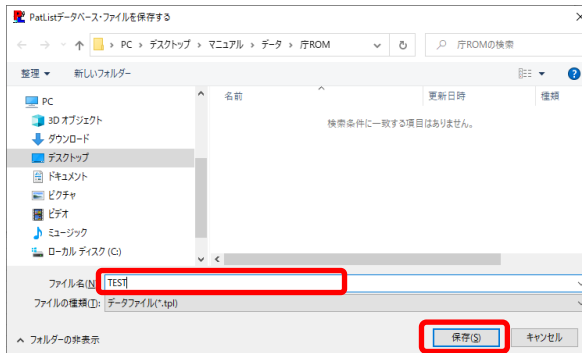 PatListデータベース・ファイルを保存する
PC › デスクトップ › マニュアル › データ › 庁ROM
庁ROMの検索
整理 ▼ 新しいフォルダー
PC
3D オブジェクト
ダウンロード
デスクトップ
ドキュメント
ピクチャ
ビデオ
ミュージック
ローカル ディスク (C:)
名前 更新日時 種類
検索条件に一致する項目はありません。
ファイル名(N): TEST
ファイルの種類(T): データファイル(*.tpl)
フォルダーの非表示
保存(S) キャンセル